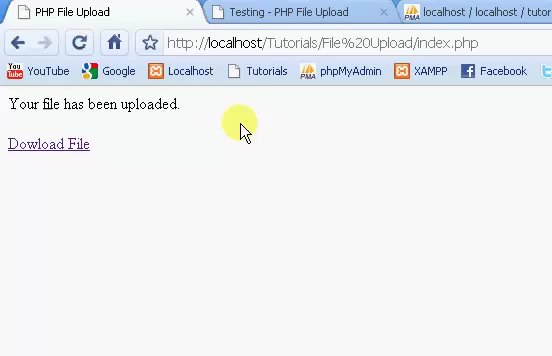 PHP File Upload
Testing - PHP File Upload
localhost / localhost / tutor
http://localhost/Tutorials/File%20Upload/index.php
YouTube Google Localhost Tutorials phpMyAdmin XAMPP Facebook
Your file has been uploaded.
Dowload File